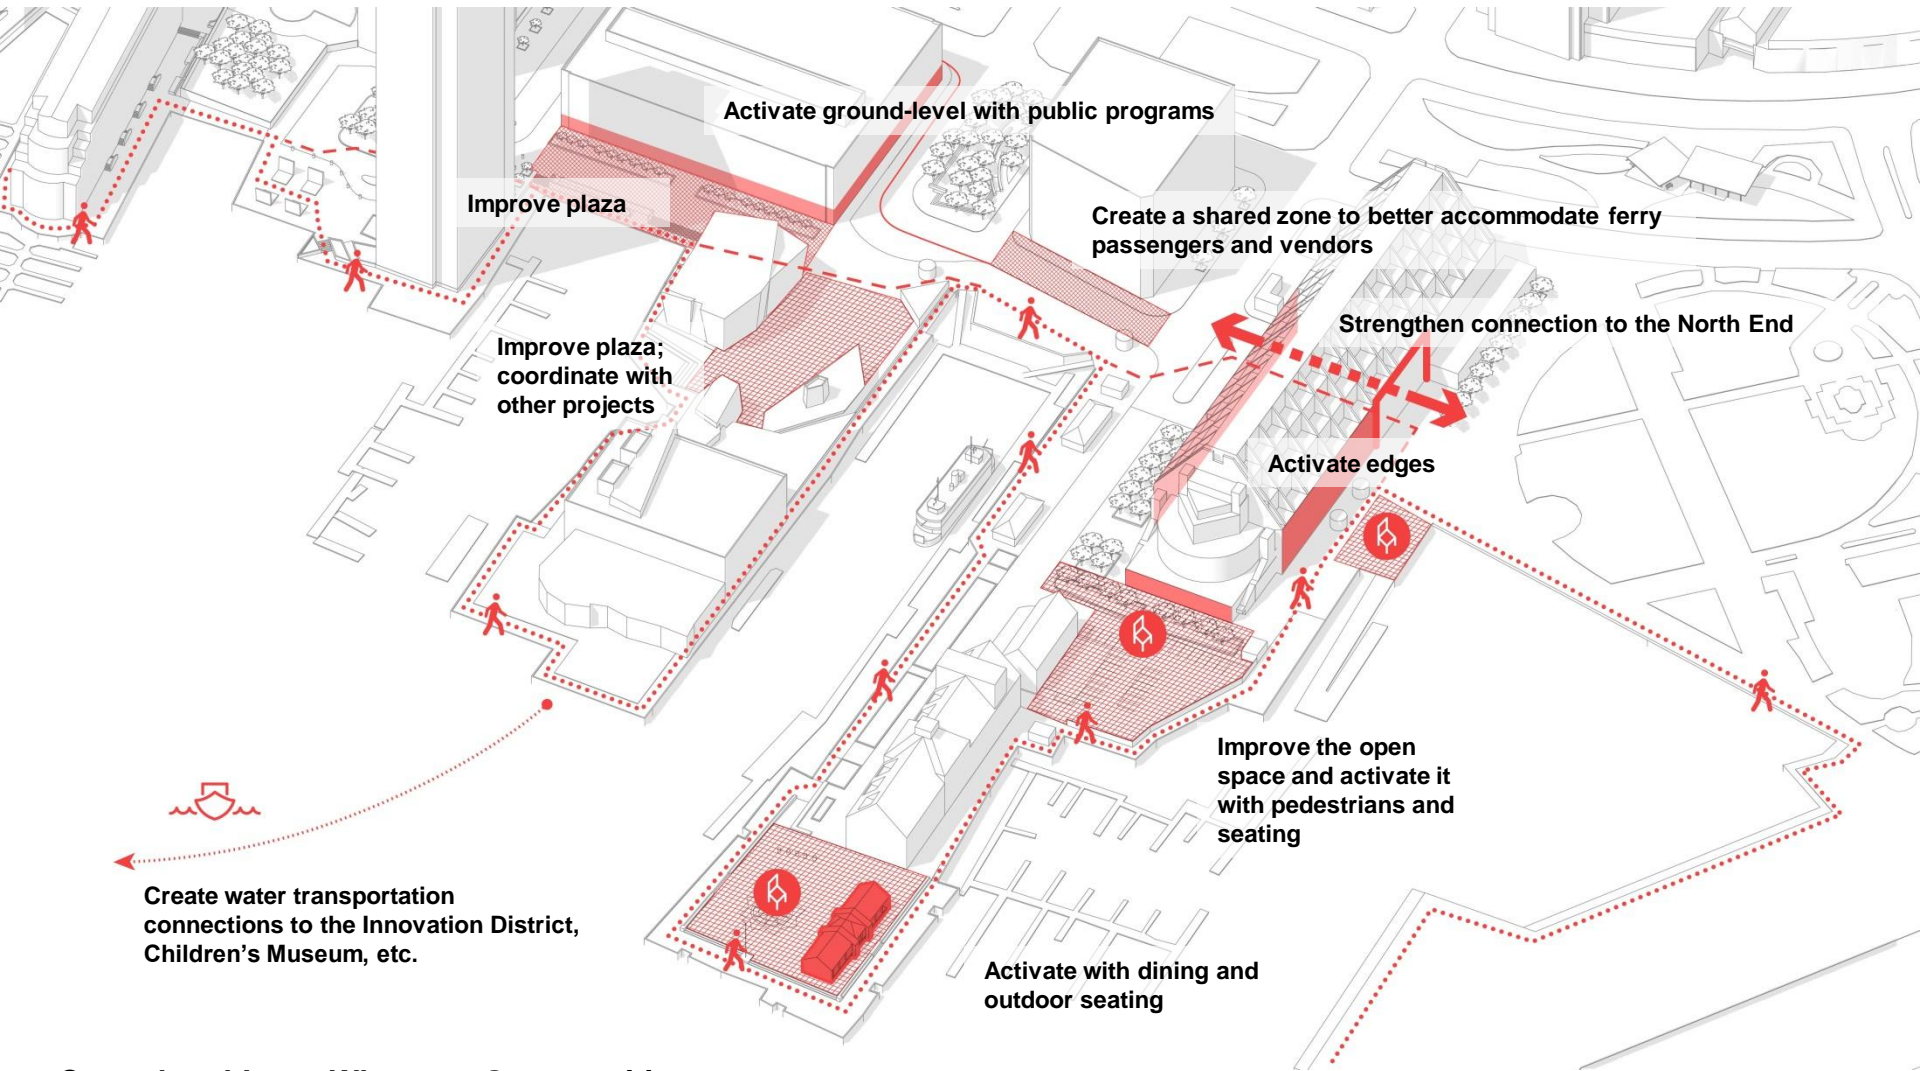 Activate ground-level with public programs
Improve plaza
Create a shared zone to better accommodate ferry
passengers and vendors
Strengthen connection to the North End
Improve plaza;
coordinate with
other projects
Activate edges
Improve the open
space and activate it
with pedestrians and
seating
Create water transportation
connections to the Innovation District,
Children's Museum, etc.
Activate with dining and
outdoor seating